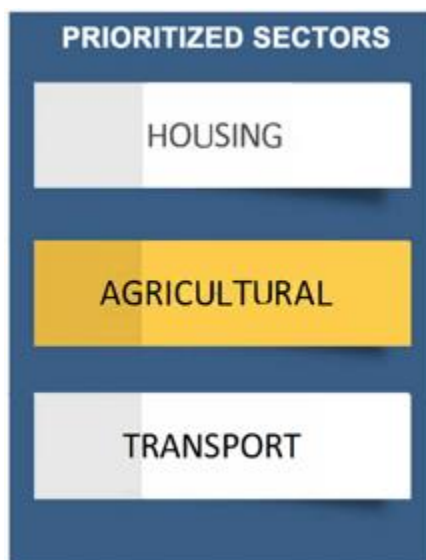 PRIORITIZED SECTORS
HOUSING
AGRICULTURAL
TRANSPORT